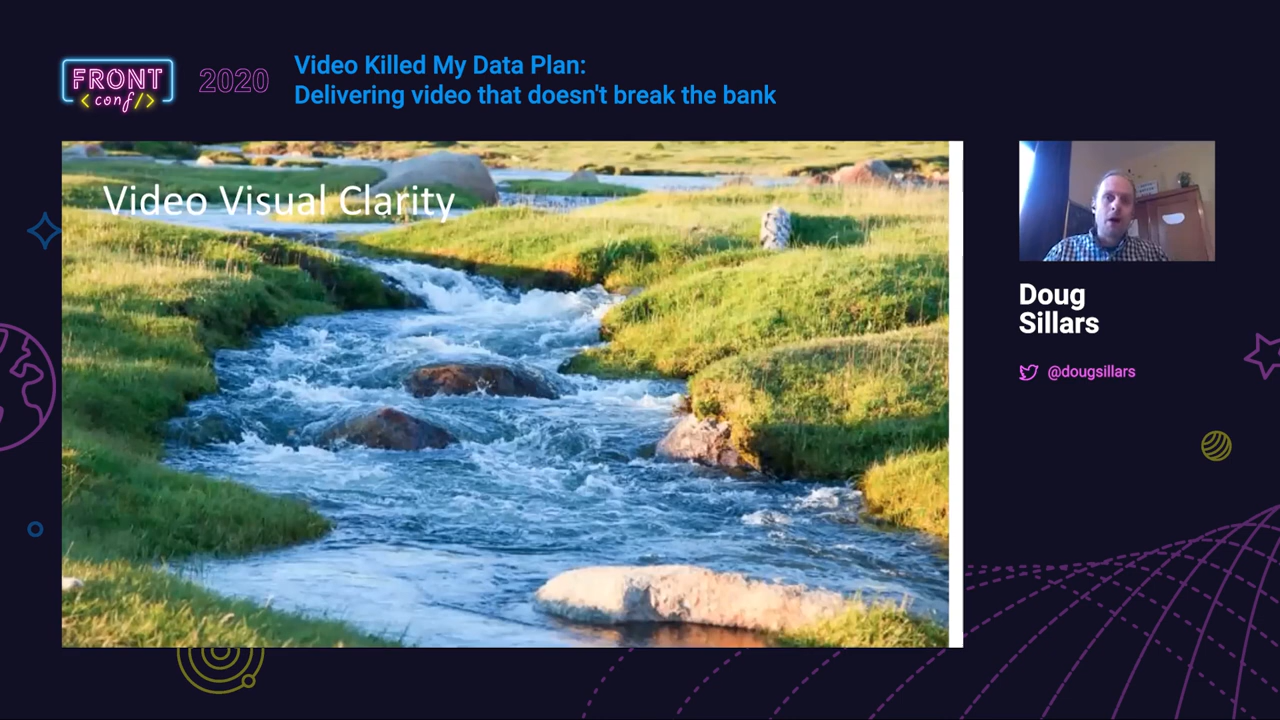 FRONT
<conf/>
2020
Video Killed My Data Plan:
Delivering video that doesn't break the bank
Video Visual Clarity
Doug
Sillars
@dougsillars